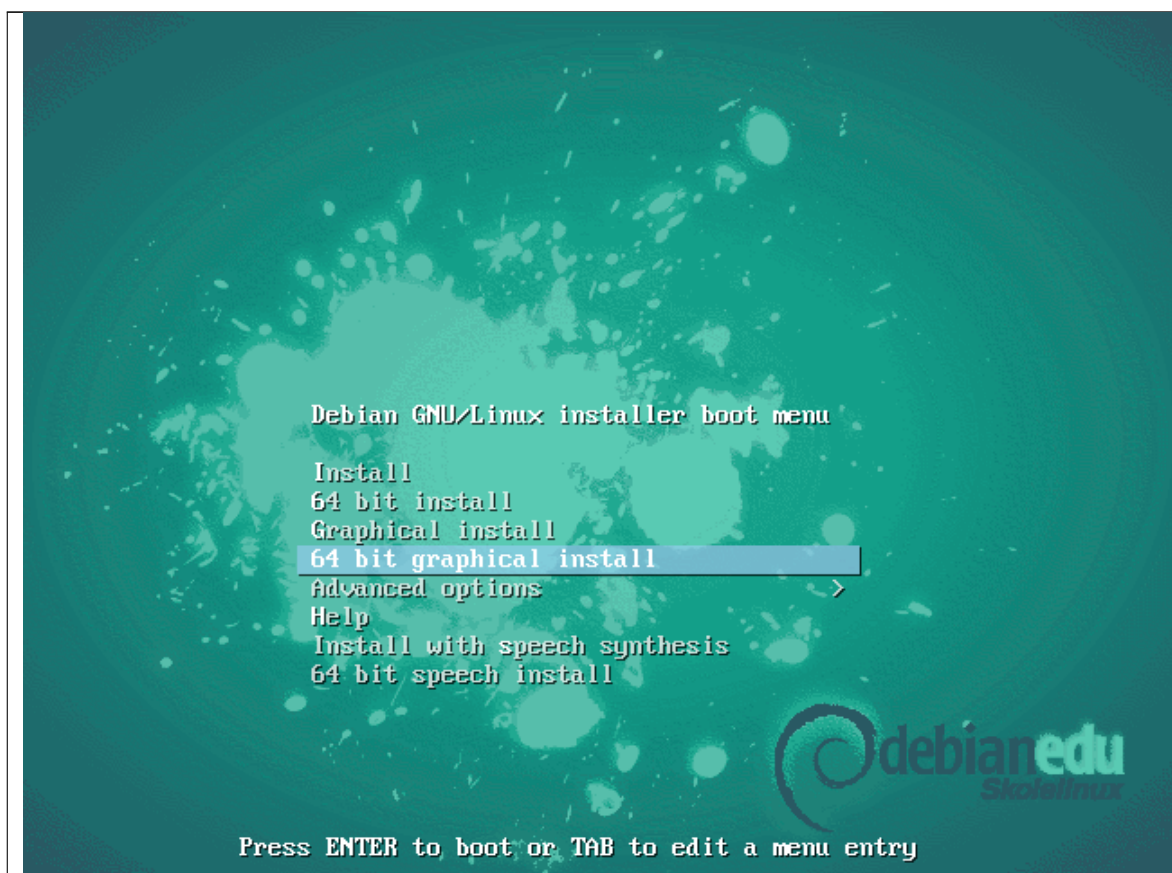 Debian GNU/Linux installer boot menu
Install
64 bit install
Graphical install
64 bit graphical install
Advanced options >
Help
Install with speech synthesis
64 bit speech install
debianedu
Skolelinux
Press ENTER to boot or TAB to edit a menu entry